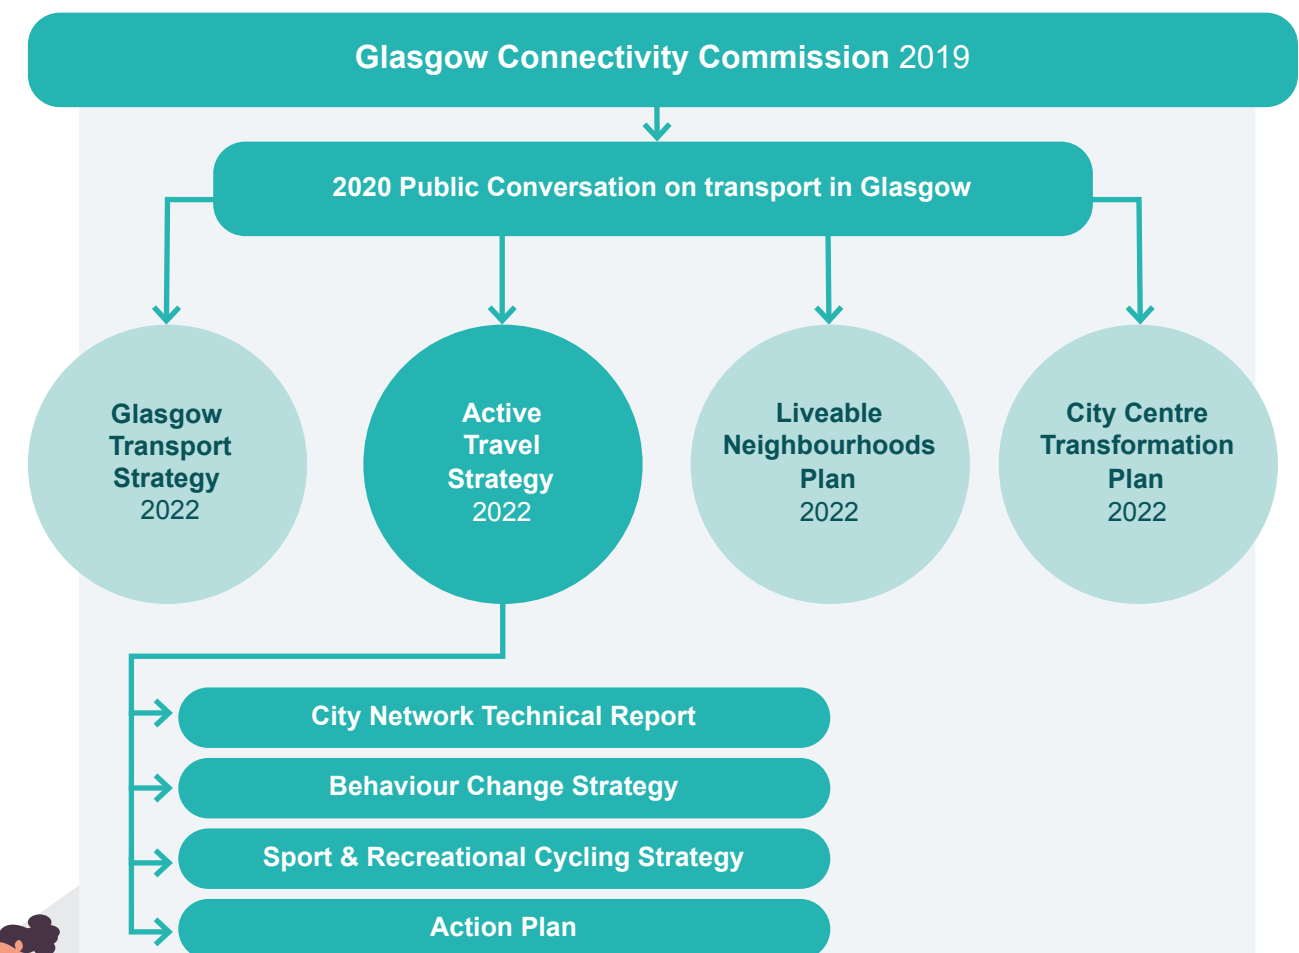 Glasgow Connectivity Commission 2019
2020 Public Conversation on transport in Glasgow
Glasgow
Transport
Strategy
2022
Active
Travel
Strategy
2022
Liveable
Neighbourhoods
Plan
2022
City Centre
Transformation
Plan
2022
City Network Technical Report
Behaviour Change Strategy
Sport & Recreational Cycling Strategy
Action Plan